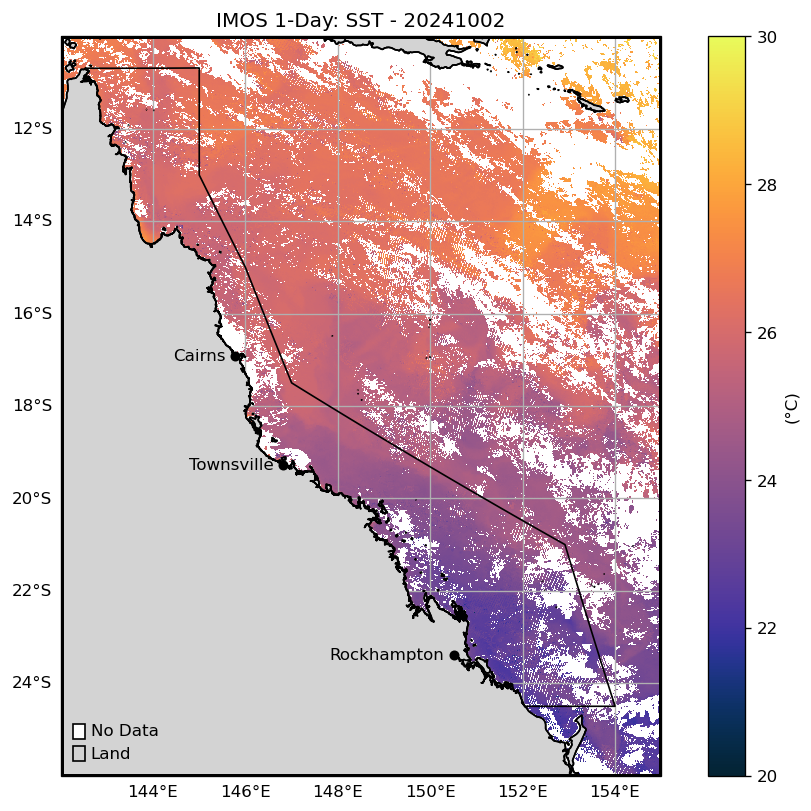 IMOS 1-Day: SST - 20241002
30
12°S
28
14°S
16°S
26
Cairns
(°C)
18°S
Townsville
24
20°S
22°S
22
Rockhampton
24°S
No Data
Land
20
144°E 146°E 148°E 150°E 152°E 154°E